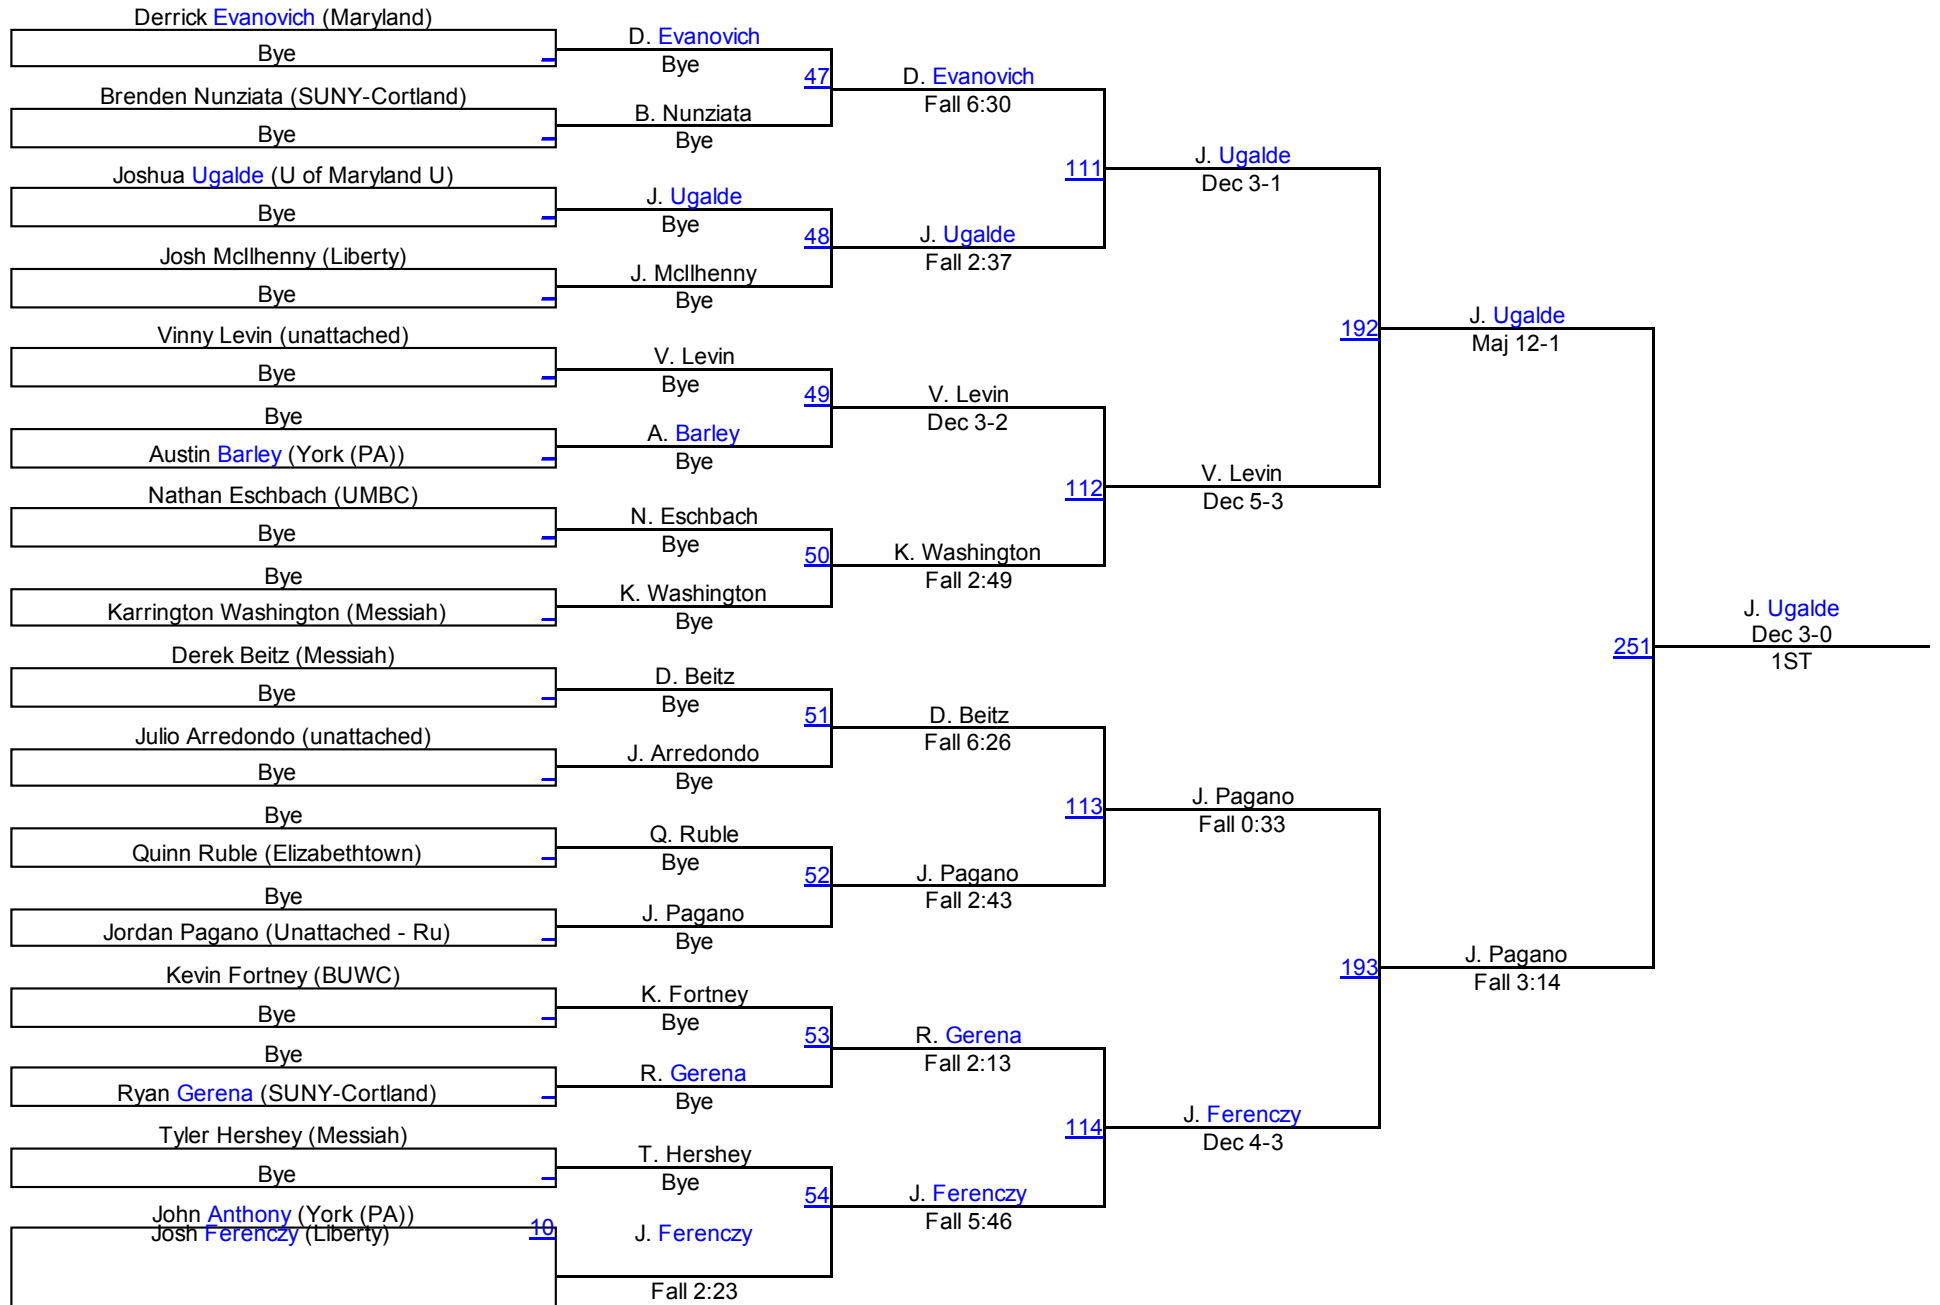 Derrick Evanovich (Maryland)
Bye
Brenden Nunziata (SUNY-Cortland)
Bye
Joshua Ugalde (U of Maryland U)
Bye
Josh McIlhenny (Liberty)
Bye
Vinny Levin (unattached)
Bye
Bye
Austin Barley (York (PA))
Nathan Eschbach (UMBC)
Bye
Bye
Karrington Washington (Messiah)
Derek Beitz (Messiah)
Bye
Julio Arredondo (unattached)
Bye
Bye
Quinn Ruble (Elizabethtown)
Bye
Jordan Pagano (Unattached - Ru)
Kevin Fortney (BUWC)
Bye
Bye
Ryan Gerena (SUNY-Cortland)
Tyler Hershey (Messiah)
Bye
John Anthony (York (PA))
Josh Ferenczy (Liberty)
10
D. Evanovich
Bye
47
B. Nunziata
Bye
J. Ugalde
Bye
48
J. McIlhenny
Bye
V. Levin
Bye
49
A. Barley
Bye
N. Eschbach
Bye
50
K. Washington
Bye
D. Beitz
Bye
51
J. Arredondo
Bye
Q. Ruble
Bye
52
J. Pagano
Bye
K. Fortney
Bye
53
R. Gerena
Bye
T. Hershey
Bye
54
J. Ferenczy
Fall 2:23
D. Evanovich
Fall 6:30
111
J. Ugalde
Fall 2:37
V. Levin
Dec 3-2
112
K. Washington
Fall 2:49
D. Beitz
Fall 6:26
113
J. Pagano
Fall 2:43
R. Gerena
Fall 2:13
114
J. Ferenczy
Fall 5:46
J. Ugalde
Dec 3-1
192
V. Levin
Dec 5-3
J. Pagano
Fall 0:33
193
J. Ferenczy
Dec 4-3
J. Ugalde
Maj 12-1
251
J. Pagano
Fall 3:14
J. Ugalde
Dec 3-0
1ST